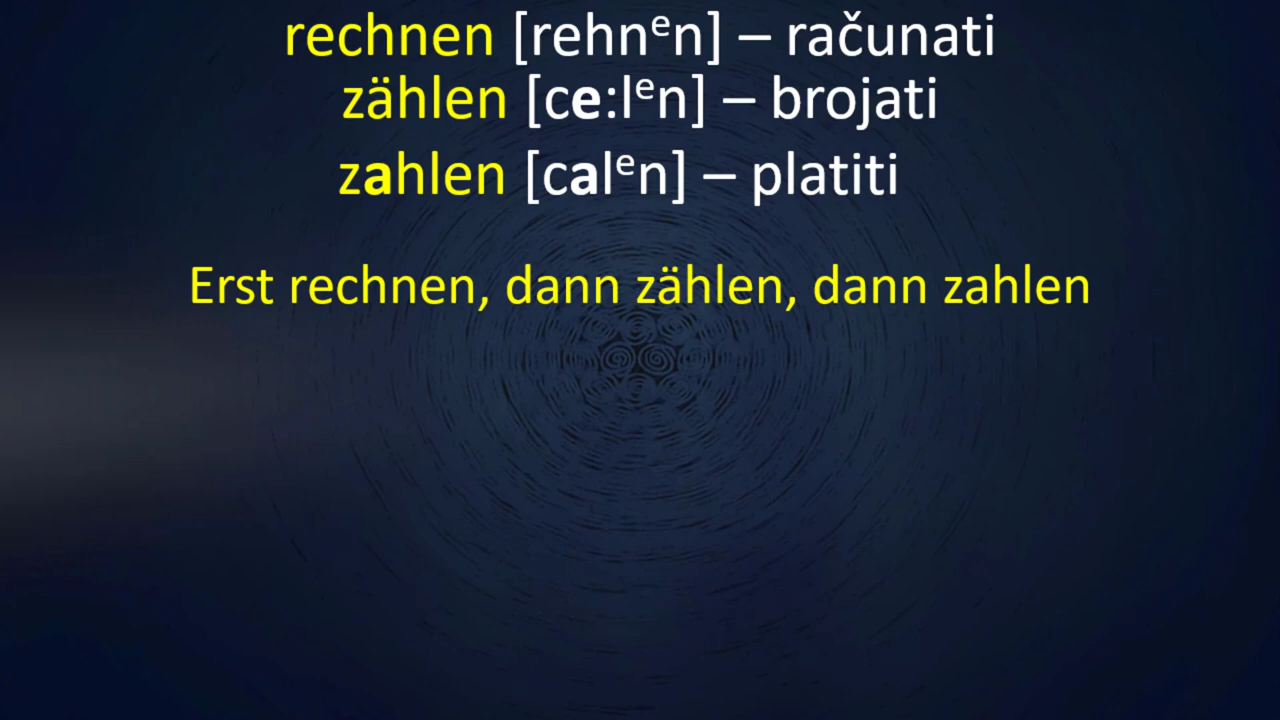 rechnen [rehnᵉn] – računati
zählen [ce:lᵉn] – brojati
zahlen [calᵉn] – platiti
Erst rechnen, dann zählen, dann zahlen